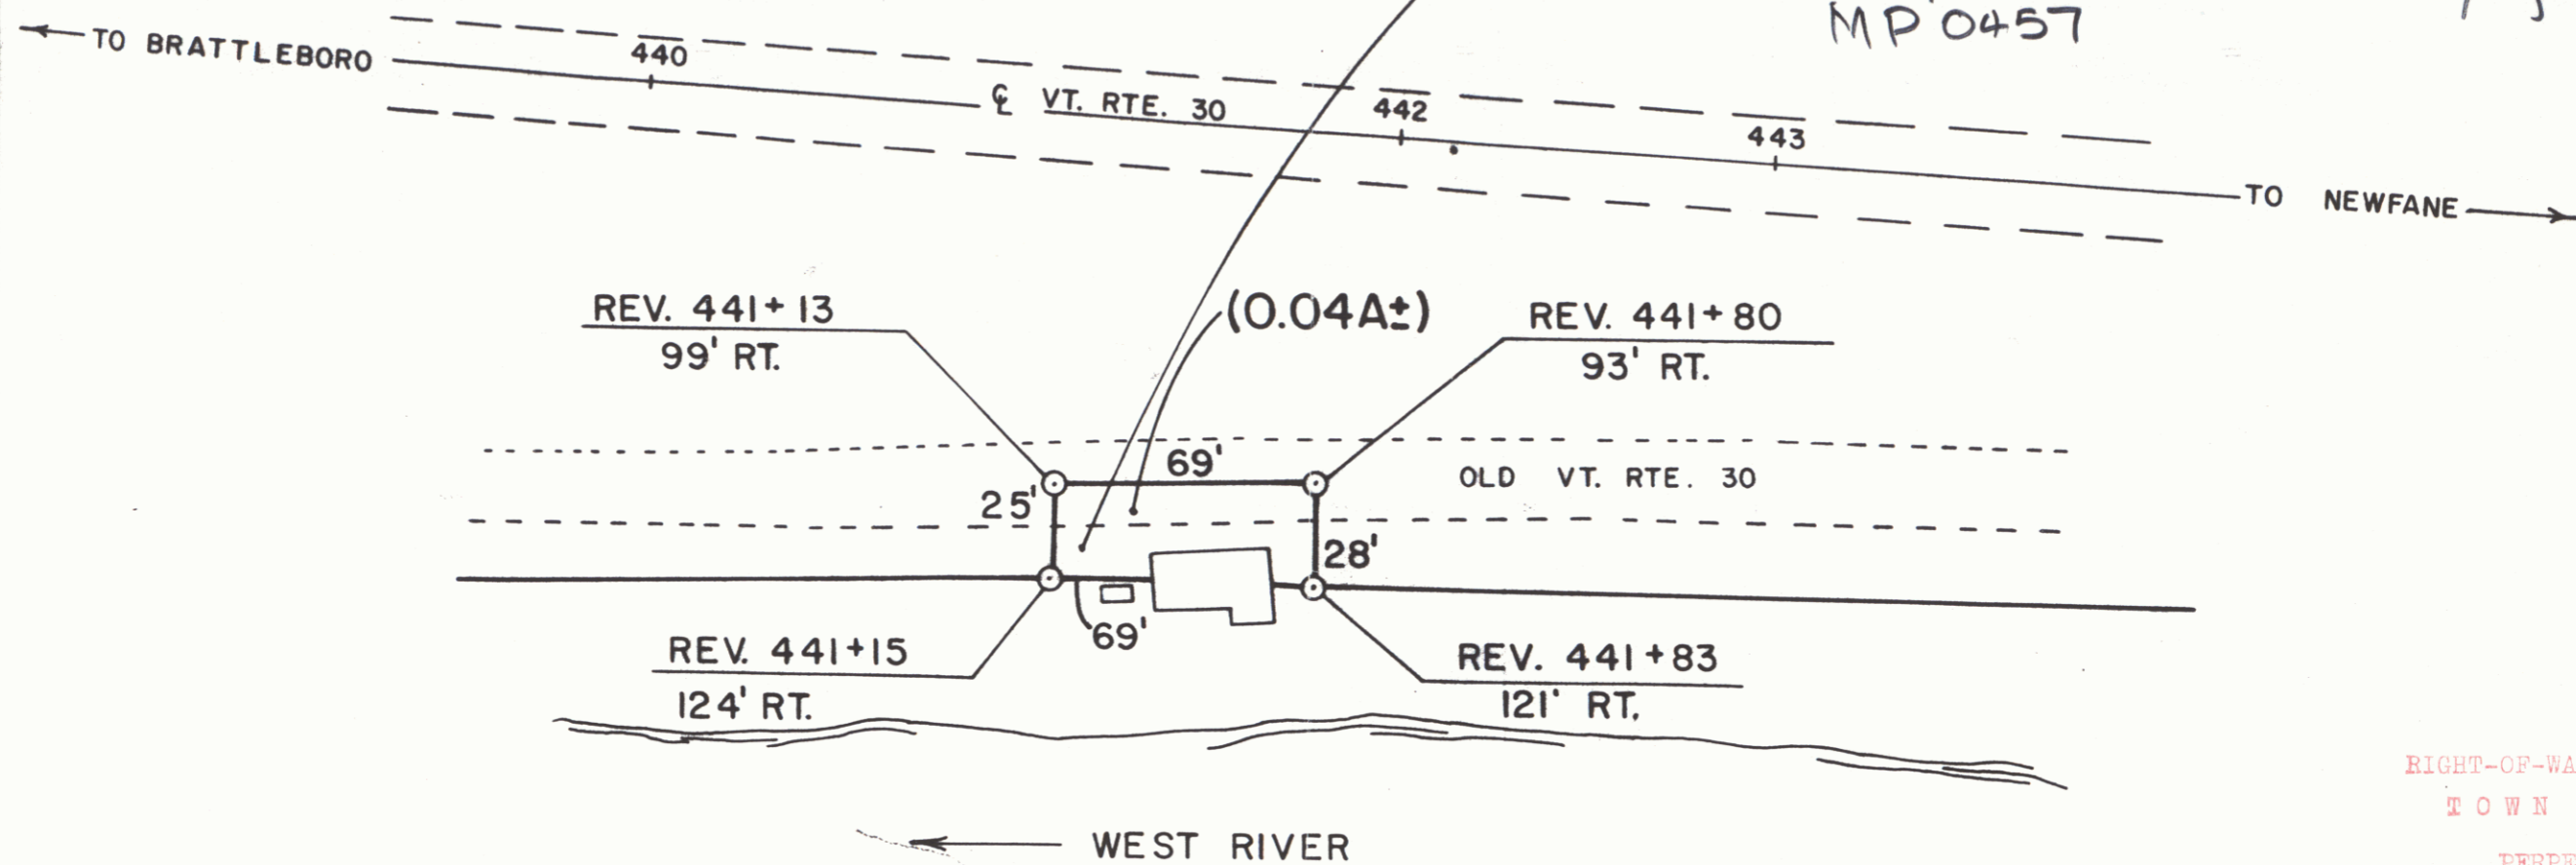 MP 0457
TO BRATTLEBORO
440
℄ VT. RTE. 30
442
443
TO NEWFANE
REV. 441+13
99' RT.
(0.04A±)
REV. 441+80
93' RT.
69'
OLD VT. RTE. 30
25'
28'
69'
REV. 441+15
124' RT.
REV. 441+83
121' RT.
RIGHT-OF-WA
TOWN
WEST RIVER